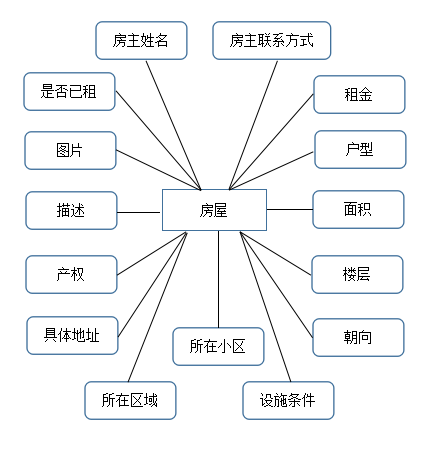 房主姓名
房主联系方式
是否已租
租金
图片
户型
描述
房屋
面积
产权
楼层
具体地址
朝向
所在小区
所在区域
设施条件